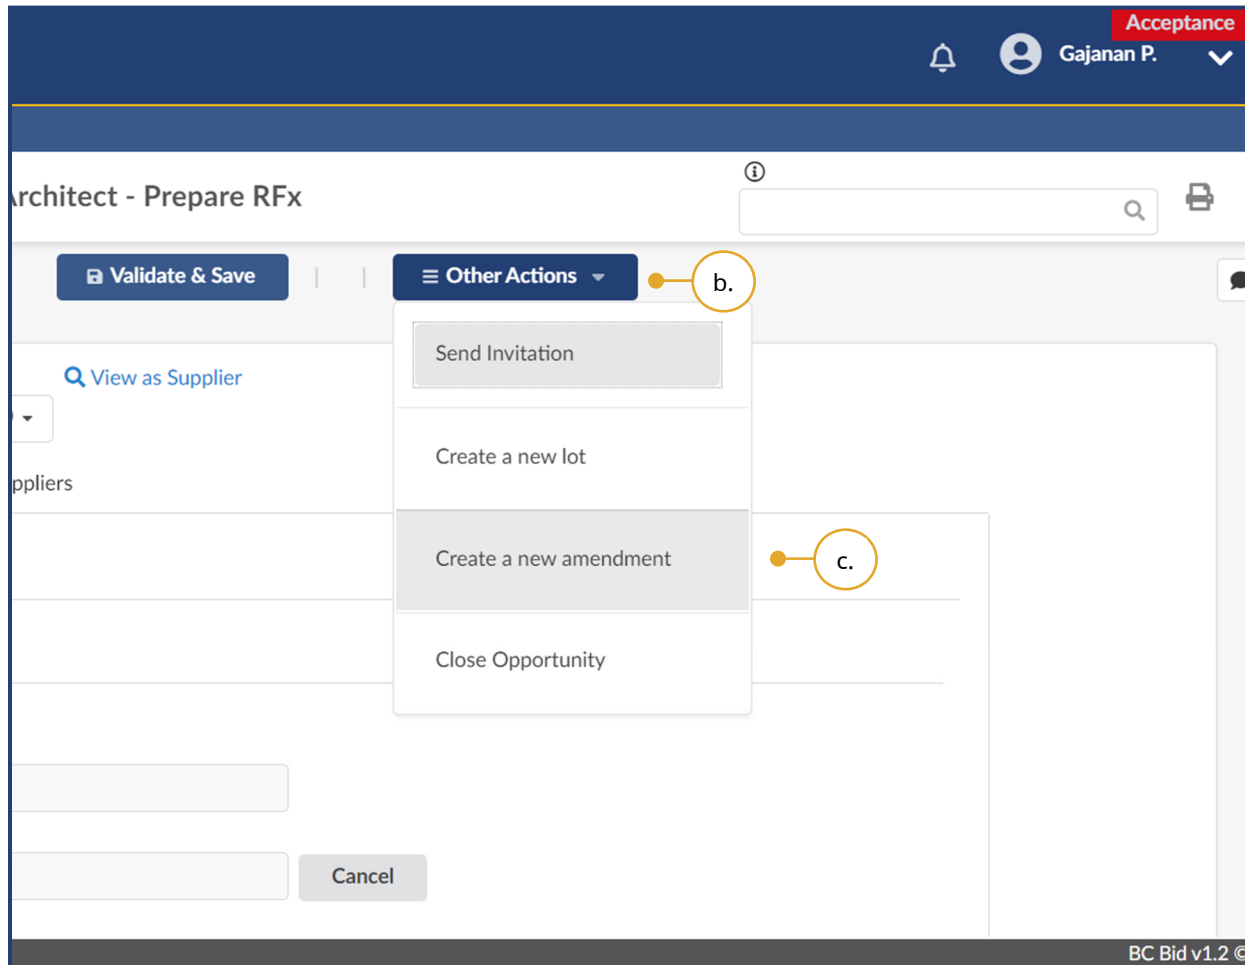 Acceptance
Gajanan P.
Architect - Prepare RFx
Validate & Save
Other Actions
b.
Send Invitation
View as Supplier
Create a new lot
ppliers
Create a new amendment
c.
Close Opportunity
Cancel
BC Bid v1.2 ©